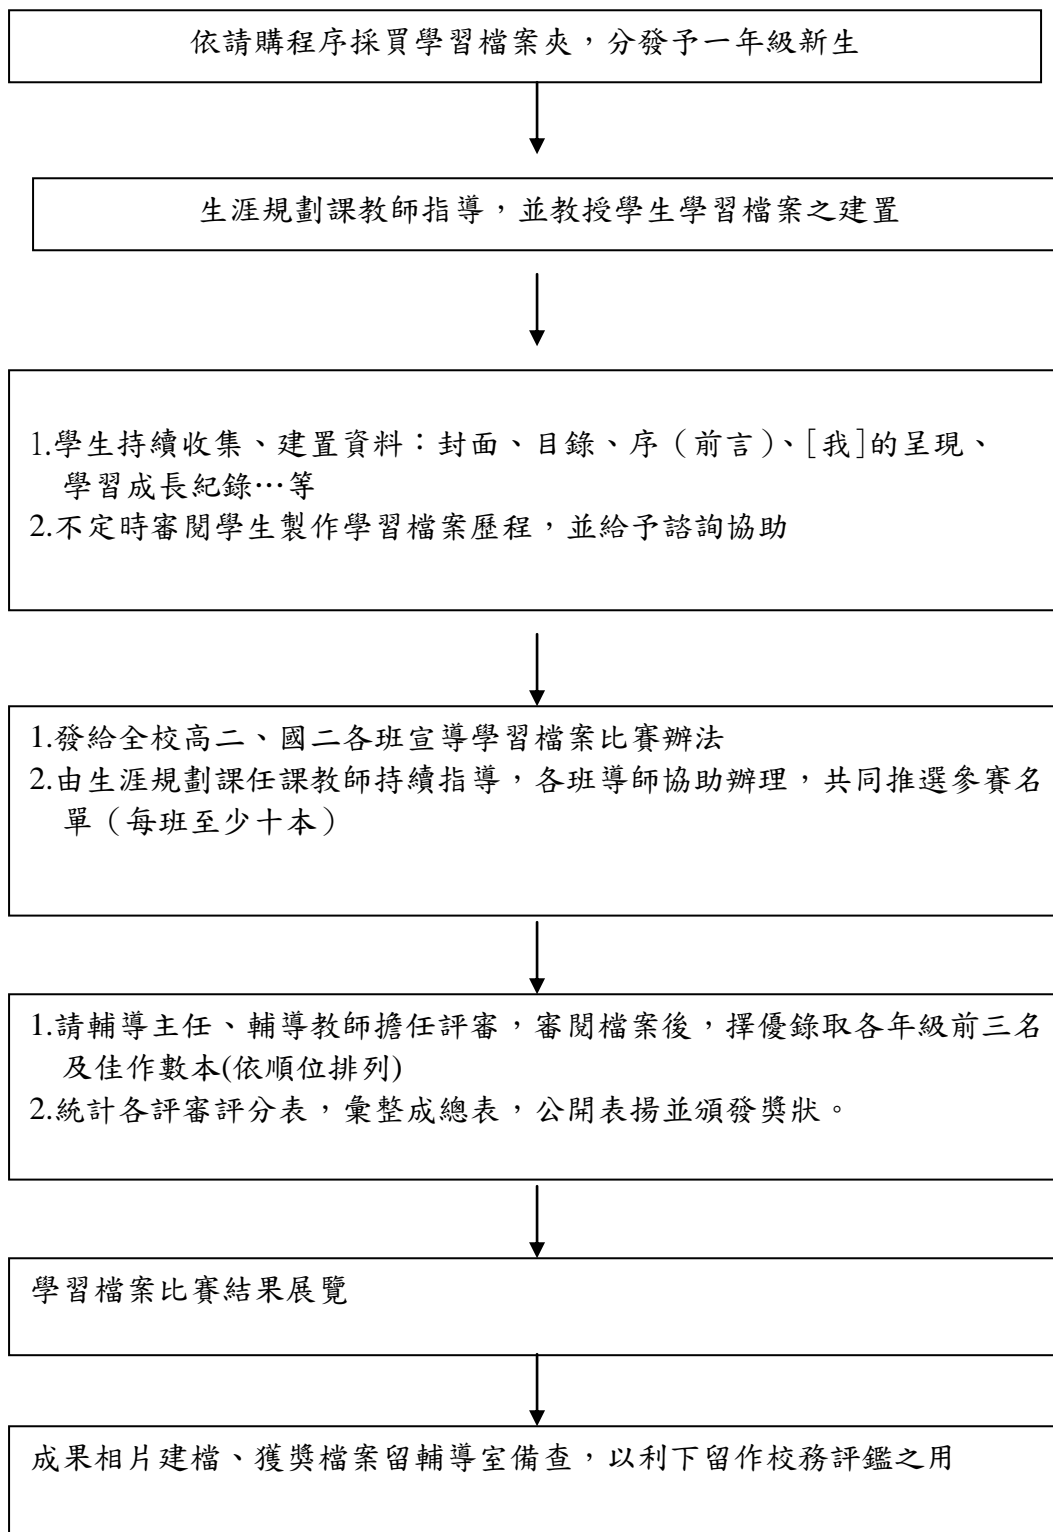 依請購程序採買學習檔案夾，分發予一年級新生
生涯規劃課教師指導，並教授學生學習檔案之建置
1.學生持續收集、建置資料：封面、目錄、序（前言）、[我]的呈現、
學習成長紀錄…等
2.不定時審閱學生製作學習檔案歷程，並給予諮詢協助
1.發給全校高二、國二各班宣導學習檔案比賽辦法
2.由生涯規劃課任課教師持續指導，各班導師協助辦理，共同推選參賽名
單（每班至少十本）
1.請輔導主任、輔導教師擔任評審，審閱檔案後，擇優錄取各年級前三名
及佳作數本(依順位排列)
2.統計各評審評分表，彙整成總表，公開表揚並頒發獎狀。
學習檔案比賽結果展覽
成果相片建檔、獲獎檔案留輔導室備查，以利下留作校務評鑑之用